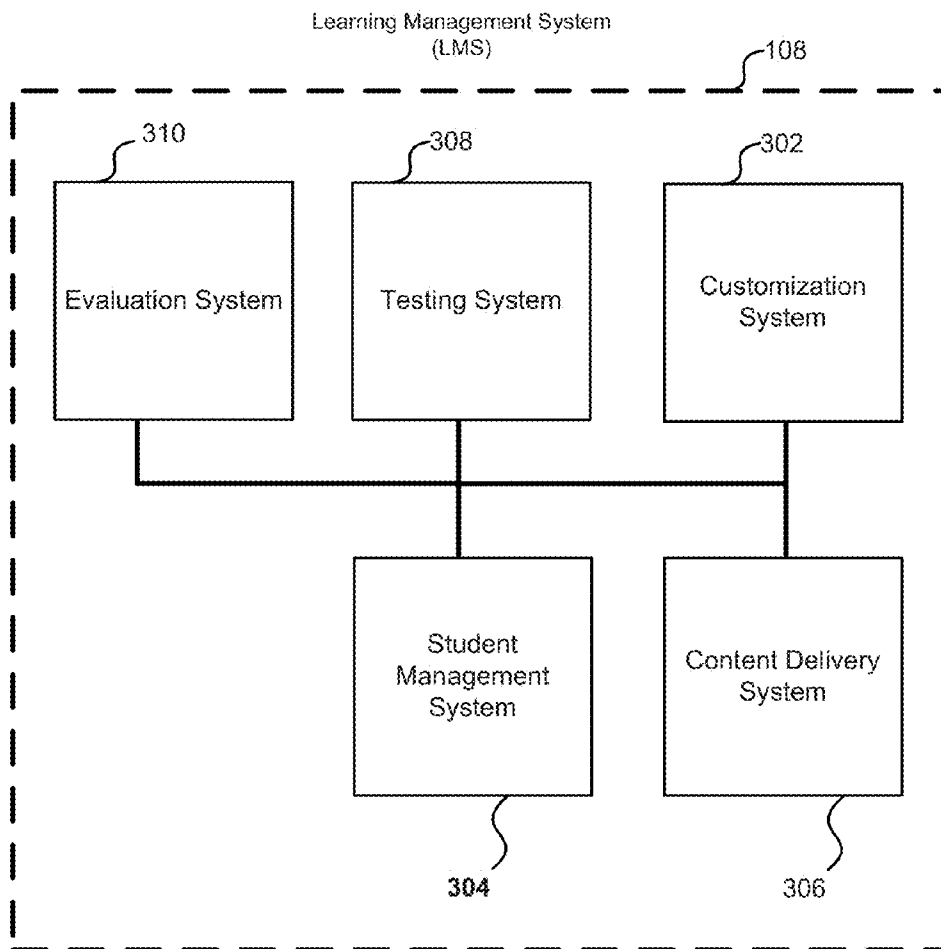 Learning Management System
(LMS)
108
310
308
302
Evaluation System
Testing System
Customization
System
Student
Management
System
Content Delivery
System
304
306